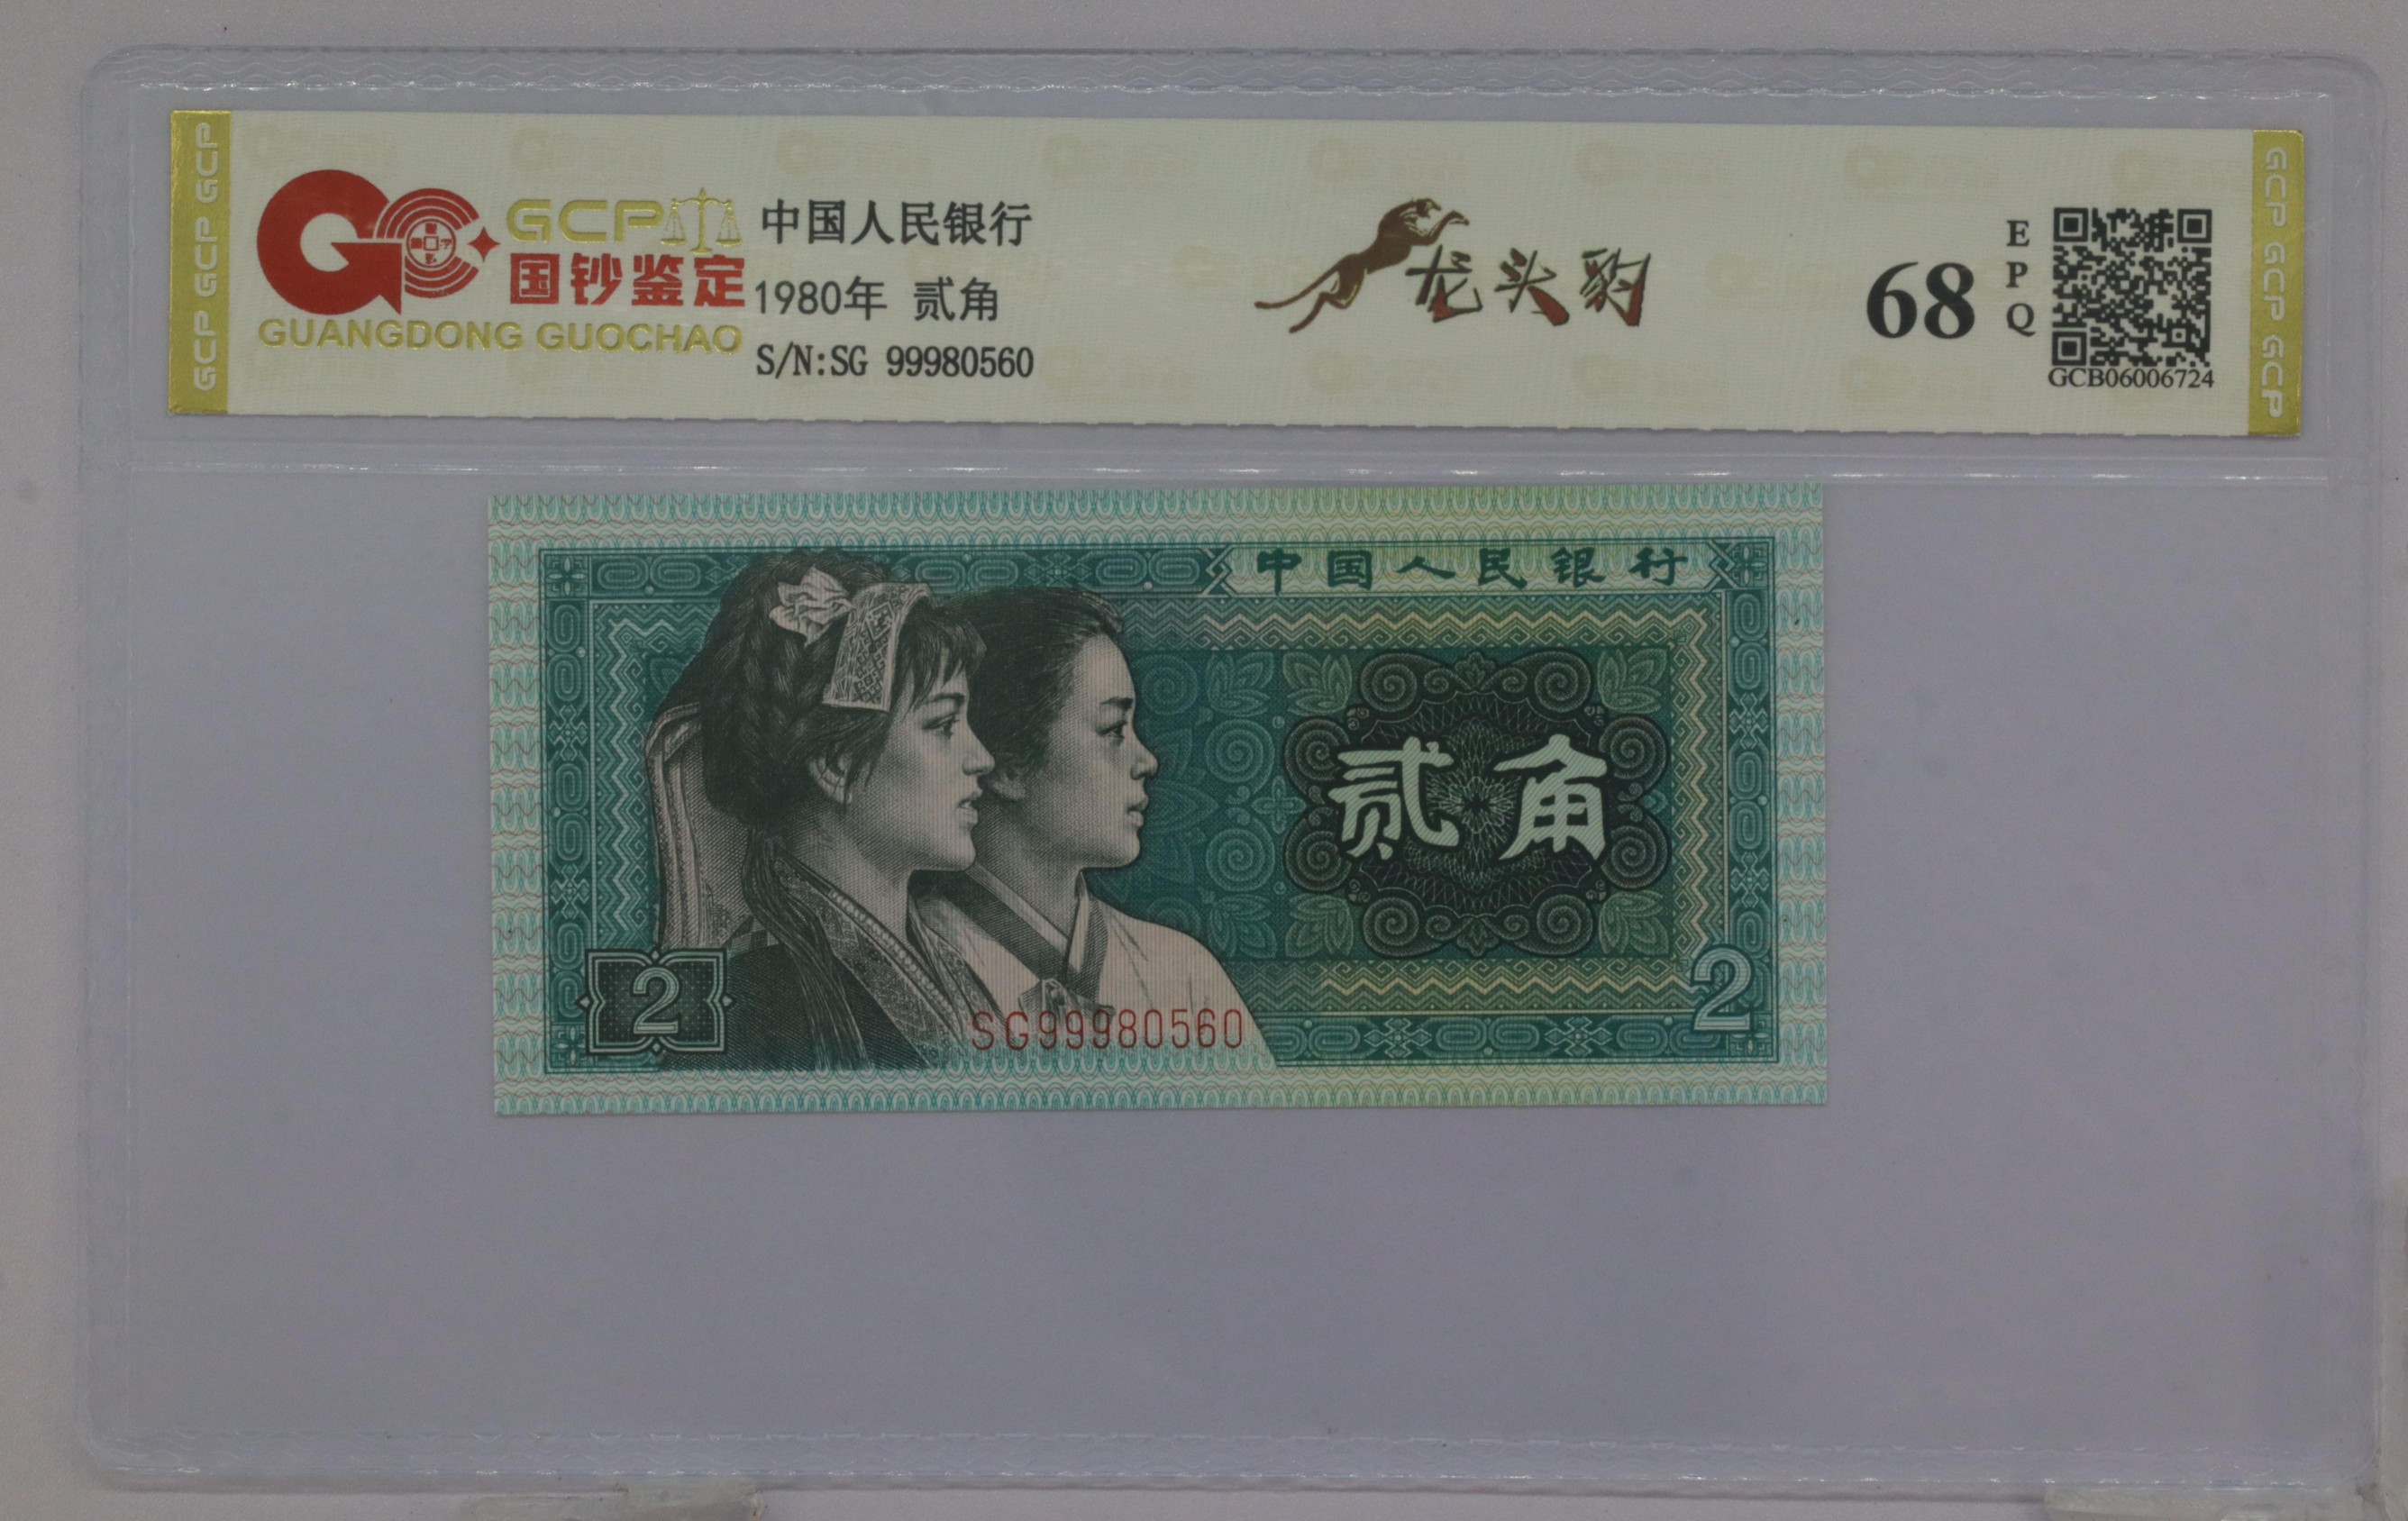 GCP GCP GCP
GCP
国钞鉴定
GUANGDONG GUOCHAO
中国人民银行
1980年 贰角
S/N:SG 99980560
龙头豹
68
EPQ
GCB06006724
GCP GCP GCP
中国人民银行
贰角
2
SG99980560
2